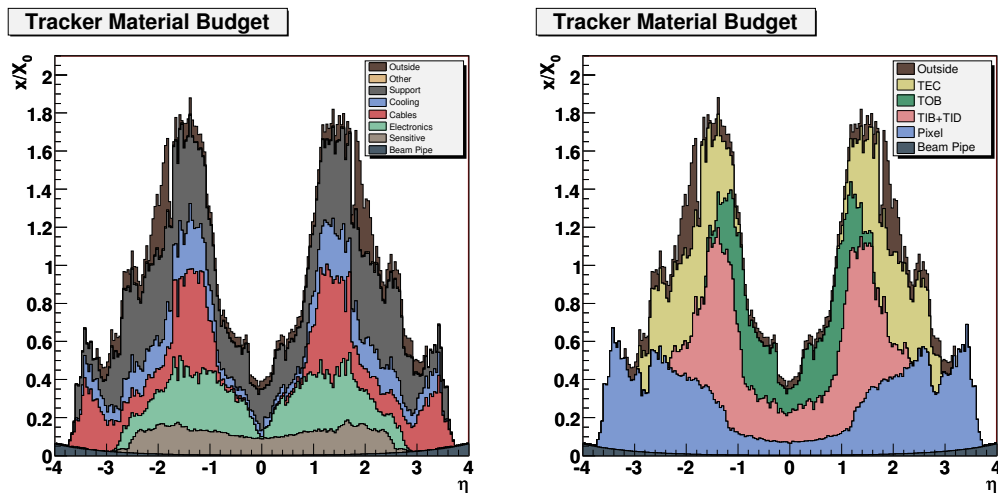 Tracker Material Budget
x/X0
2
1.8
1.6
1.4
1.2
1
0.8
0.6
0.4
0.2
0
-4 -3 -2 -1 0 1 2 3 4
η
Outside
Other
Support
Cooling
Cables
Electronics
Sensitive
Beam Pipe
Tracker Material Budget
x/X0
2
1.8
1.6
1.4
1.2
1
0.8
0.6
0.4
0.2
0
-4 -3 -2 -1 0 1 2 3 4
η
Outside
TEC
TOB
TIB+TID
Pixel
Beam Pipe